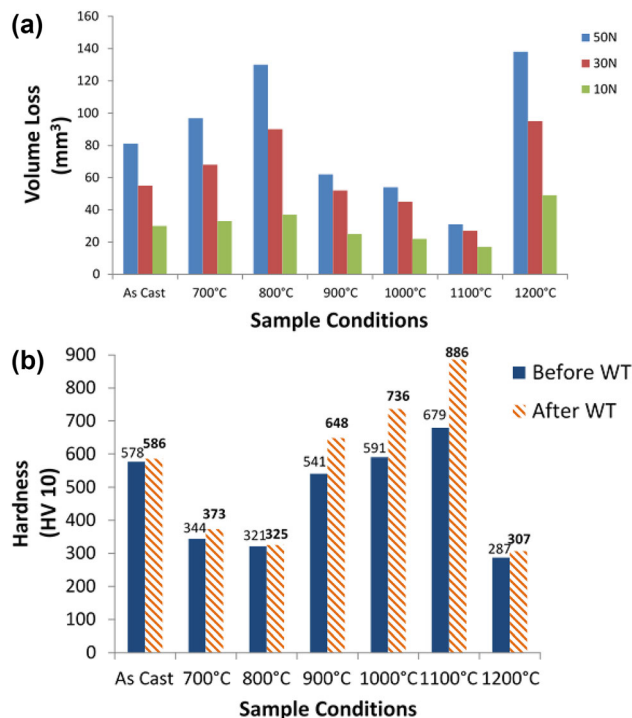 (a)
160
140
120
100
80
60
40
20
0
Volume Loss
(mm³)
50N
30N
10N
As Cast 700°C 800°C 900°C 1000°C 1100°C 1200°C
Sample Conditions
(b)
900
800
700
600
500
400
300
200
100
0
Hardness
(HV 10)
Before WT
After WT
578 586
344 373
321 325
541 648
591 736
679 886
287 307
As Cast 700°C 800°C 900°C 1000°C 1100°C 1200°C
Sample Conditions